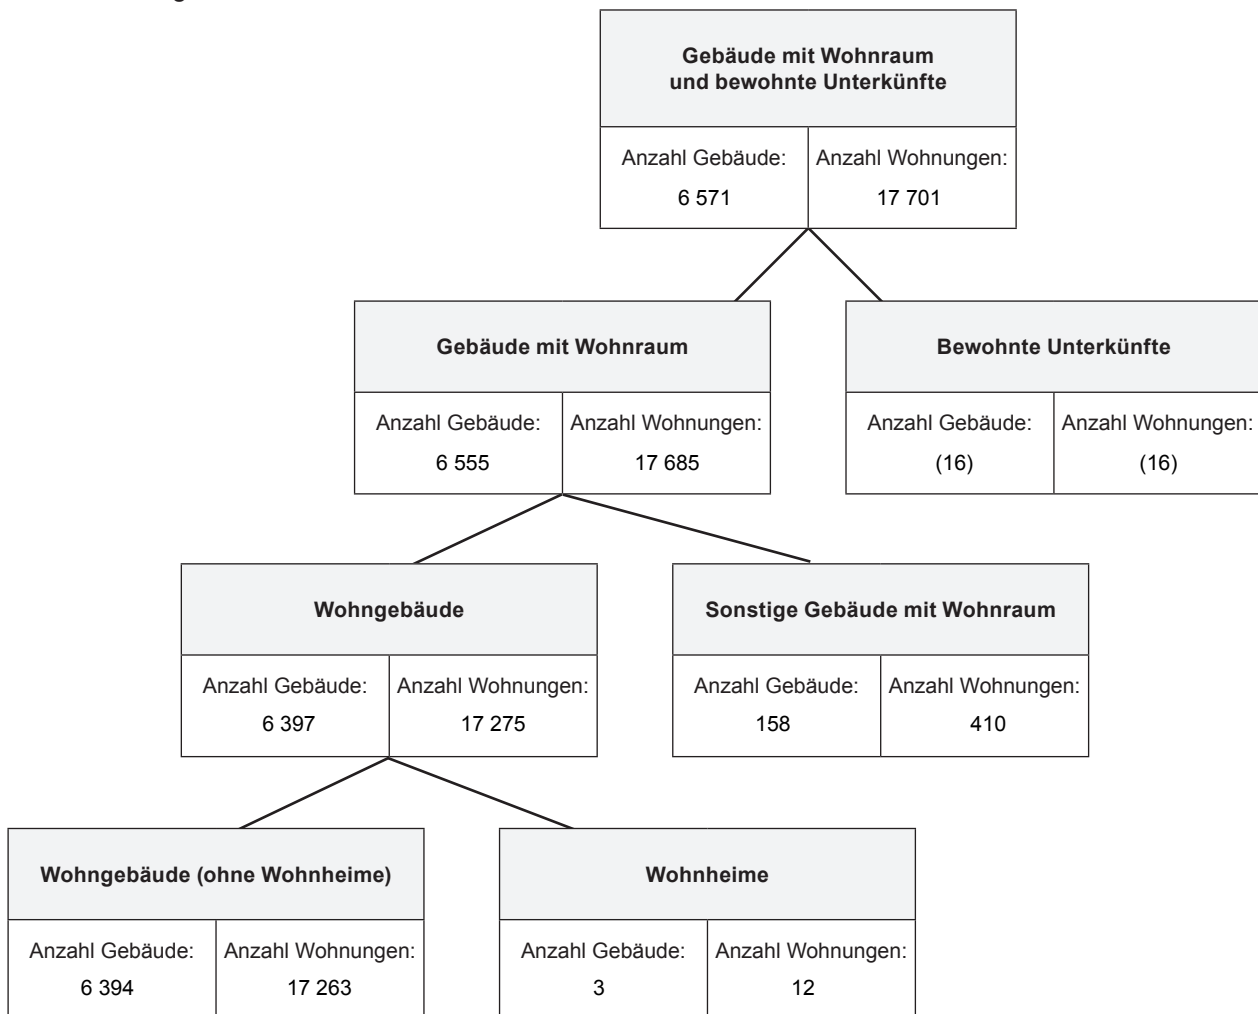 Gebäude mit Wohnraum
und bewohnte Unterkünfte
Anzahl Gebäude: Anzahl Wohnungen:
6 571 17 701
Gebäude mit Wohnraum Bewohnte Unterkünfte
Anzahl Gebäude: Anzahl Wohnungen: Anzahl Gebäude: Anzahl Wohnungen:
6 555 17 685 (16) (16)
Wohngebäude Sonstige Gebäude mit Wohnraum
Anzahl Gebäude: Anzahl Wohnungen: Anzahl Gebäude: Anzahl Wohnungen:
6 397 17 275 158 410
Wohngebäude (ohne Wohnheime) Wohnheime
Anzahl Gebäude: Anzahl Wohnungen: Anzahl Gebäude: Anzahl Wohnungen:
6 394 17 263 3 12